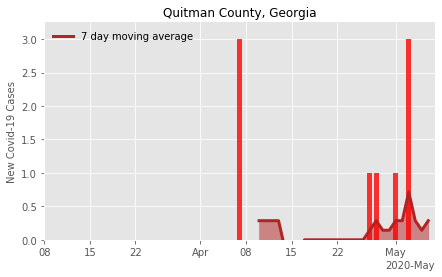 Quitman County, Georgia
7 day moving average
New Covid-19 Cases
3.0
2.5
2.0
1.5
1.0
0.5
0.0
08 15 22 Apr 08 15 22 May
2020-May